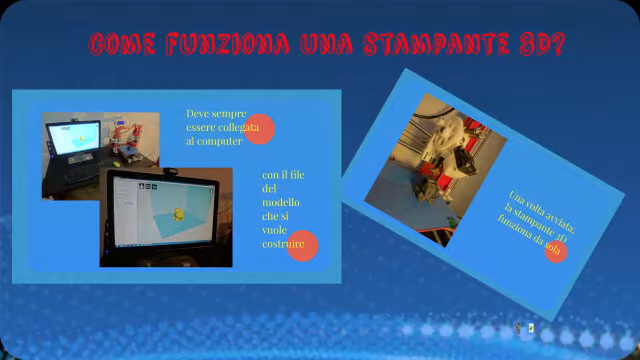 COME FUNZIONA UNA STAMPANTE 3D?
Deve sempre
essere collegata
al computer
con il file
del
modello
che si
vuole
costruire
Una volta avviata,
la stampante 3D
funziona da sola